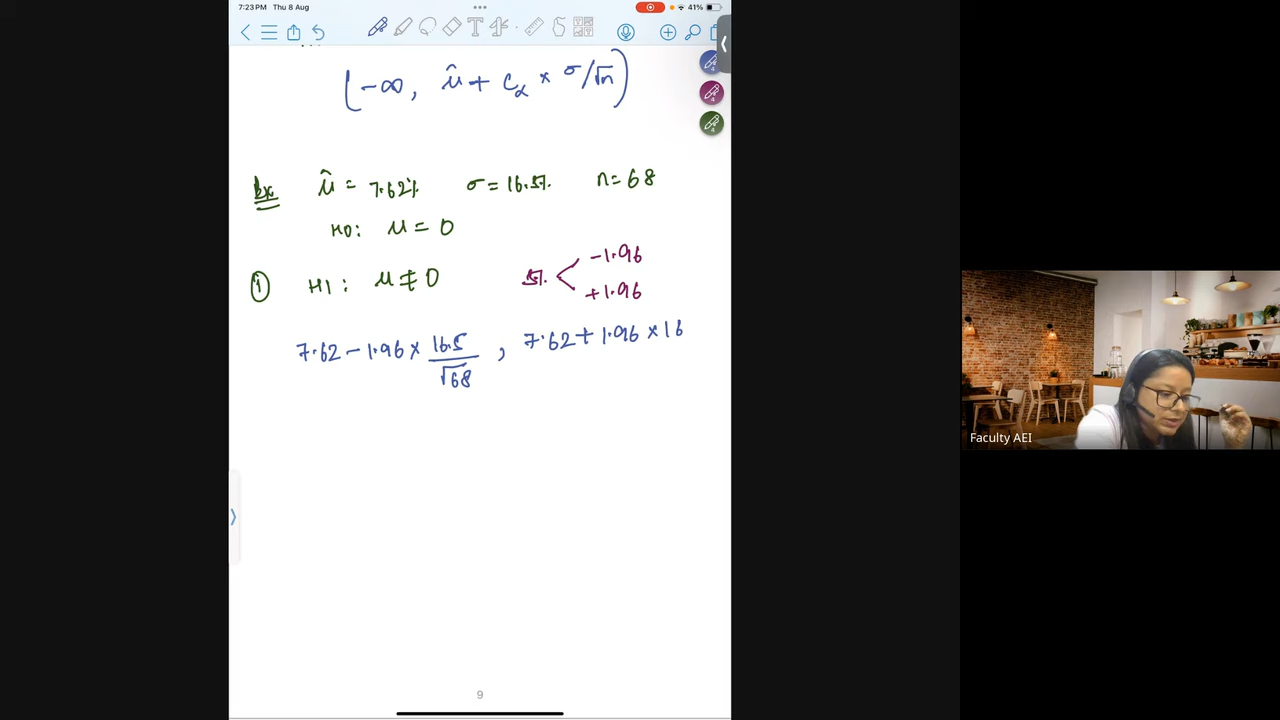 7:23 PM Thu 8 Aug
41%
[-∞, μ̂ + Cα × σ/√n)
Ex μ̂ = 7.62% σ = 16.5% n = 68
H0: μ = 0
(i) H1: μ ≠ 0 5% < -1.96
+1.96
7.62 - 1.96 × 16.5/√68 , 7.62 + 1.96 × 16
Faculty AEI
9